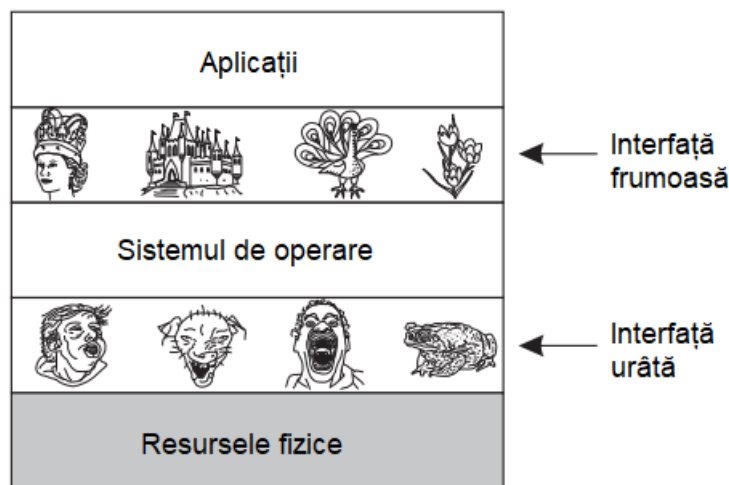 Aplicații
Interfață
frumoasă
Sistemul de operare
Interfață
urâtă
Resursele fizice